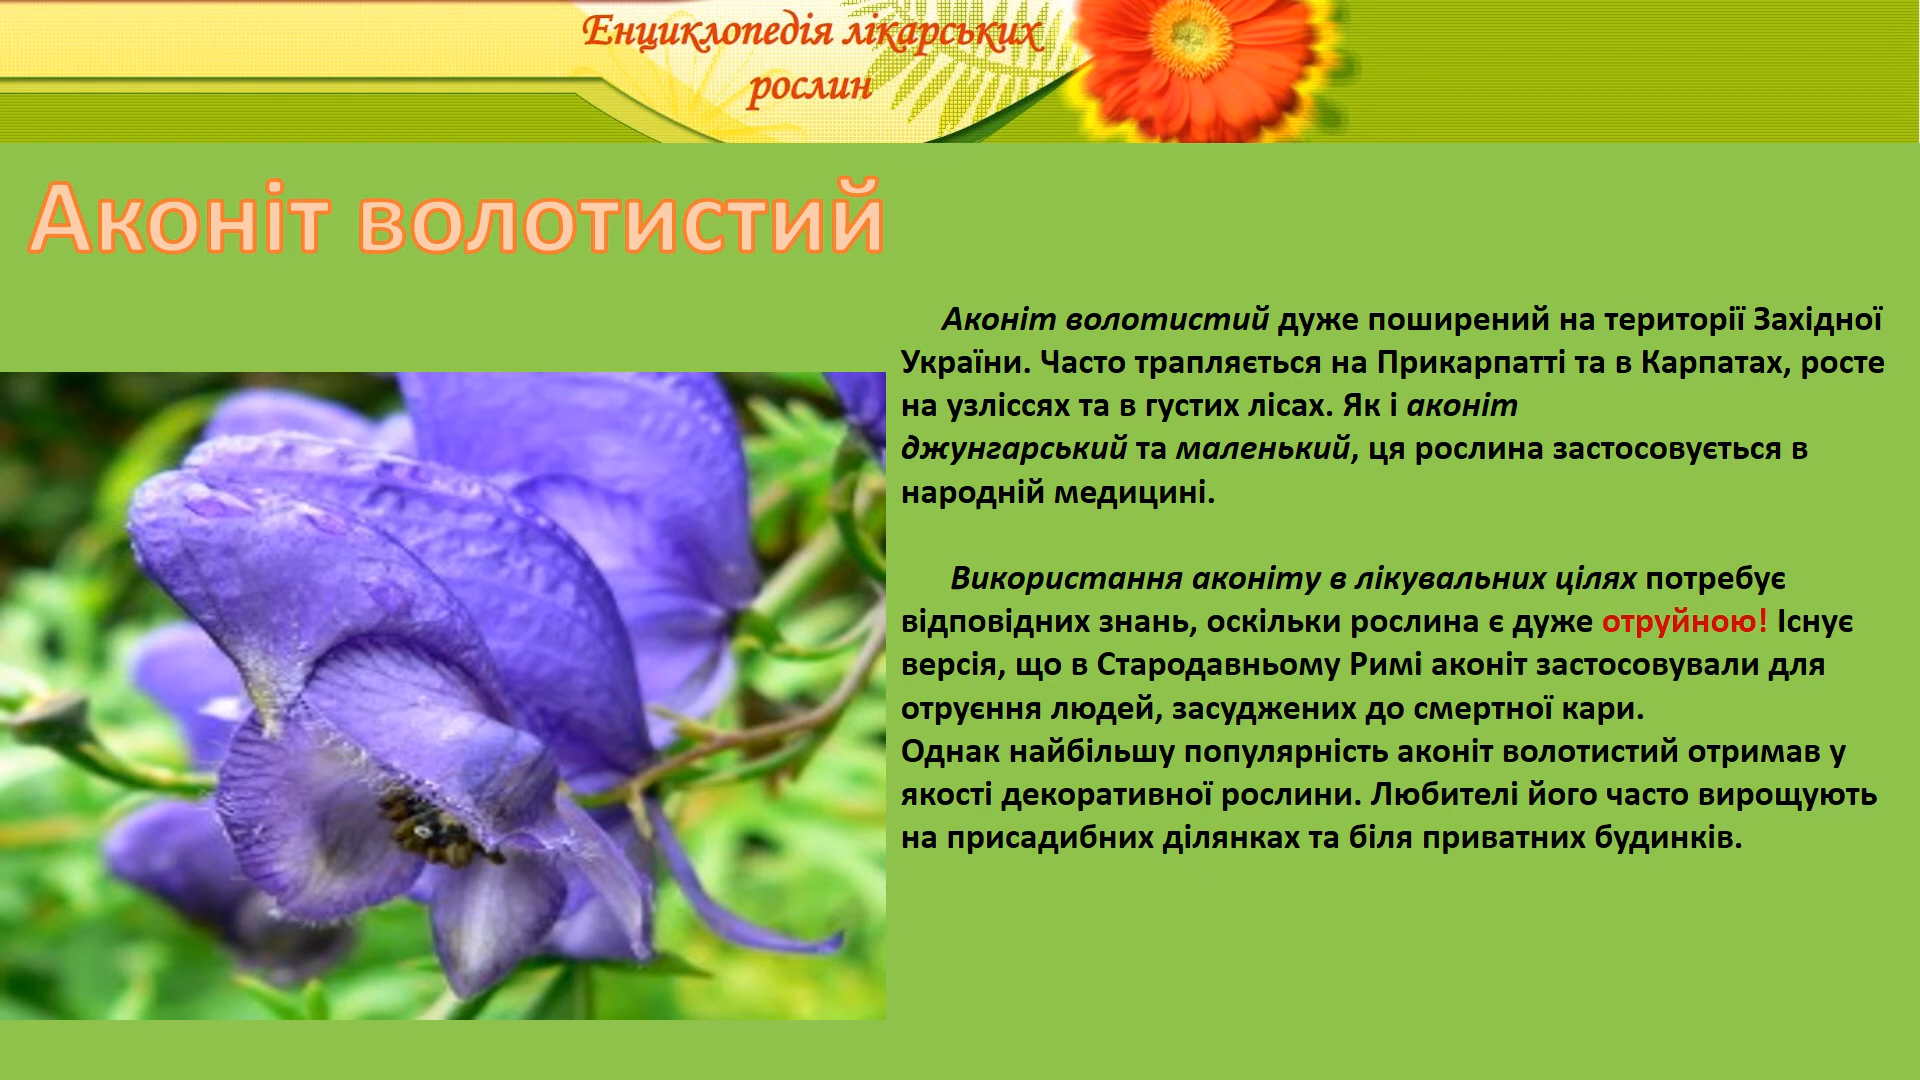 Енциклопедія лікарських
рослин
Аконіт волотистий
Аконіт волотистий дуже поширений на території Західної
України. Часто трапляється на Прикарпатті та в Карпатах, росте
на узліссях та в густих лісах. Як і аконіт
джунгарський та маленький, ця рослина застосовується в
народній медицині.
Використання аконіту в лікувальних цілях потребує
відповідних знань, оскільки рослина є дуже отруйною! Існує
версія, що в Стародавньому Римі аконіт застосовували для
отруєння людей, засуджених до смертної кари.
Однак найбільшу популярність аконіт волотистий отримав у
якості декоративної рослини. Любителі його часто вирощують
на присадибних ділянках та біля приватних будинків.